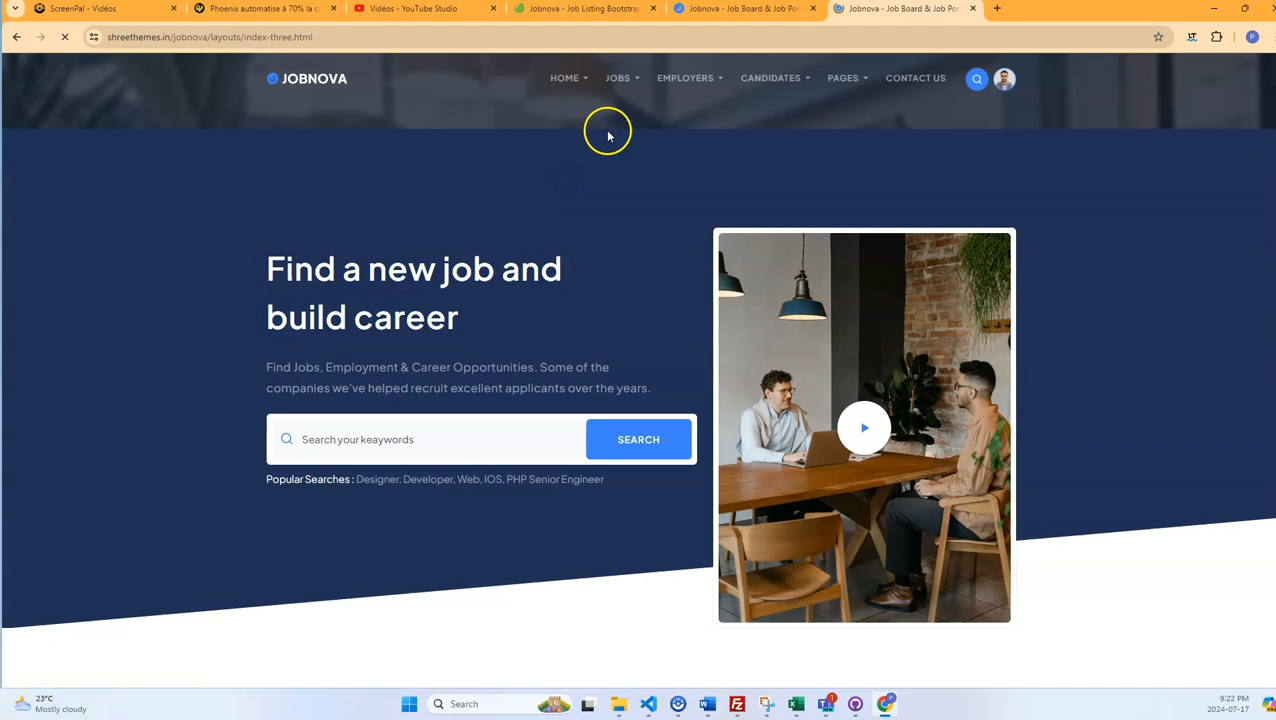 ScreenPal - Vidéos
Phoenix automatise à 70% la c
Vidéos - YouTube Studio
Jobnova - Job Listing Bootstrap
Jobnova - Job Board & Job Por
Jobnova - Job Board & Job Por
shreethemes.in/jobnova/layouts/index-three.html
JOBNOVA
HOME
JOBS
EMPLOYERS
CANDIDATES
PAGES
CONTACT US
Find a new job and
build career
Find Jobs, Employment & Career Opportunities. Some of the
companies we've helped recruit excellent applicants over the years.
Search your keaywords
SEARCH
Popular Searches : Designer, Developer, Web, IOS, PHP Senior Engineer
23°C
Mostly cloudy
Search
9:22 PM
2024-07-17